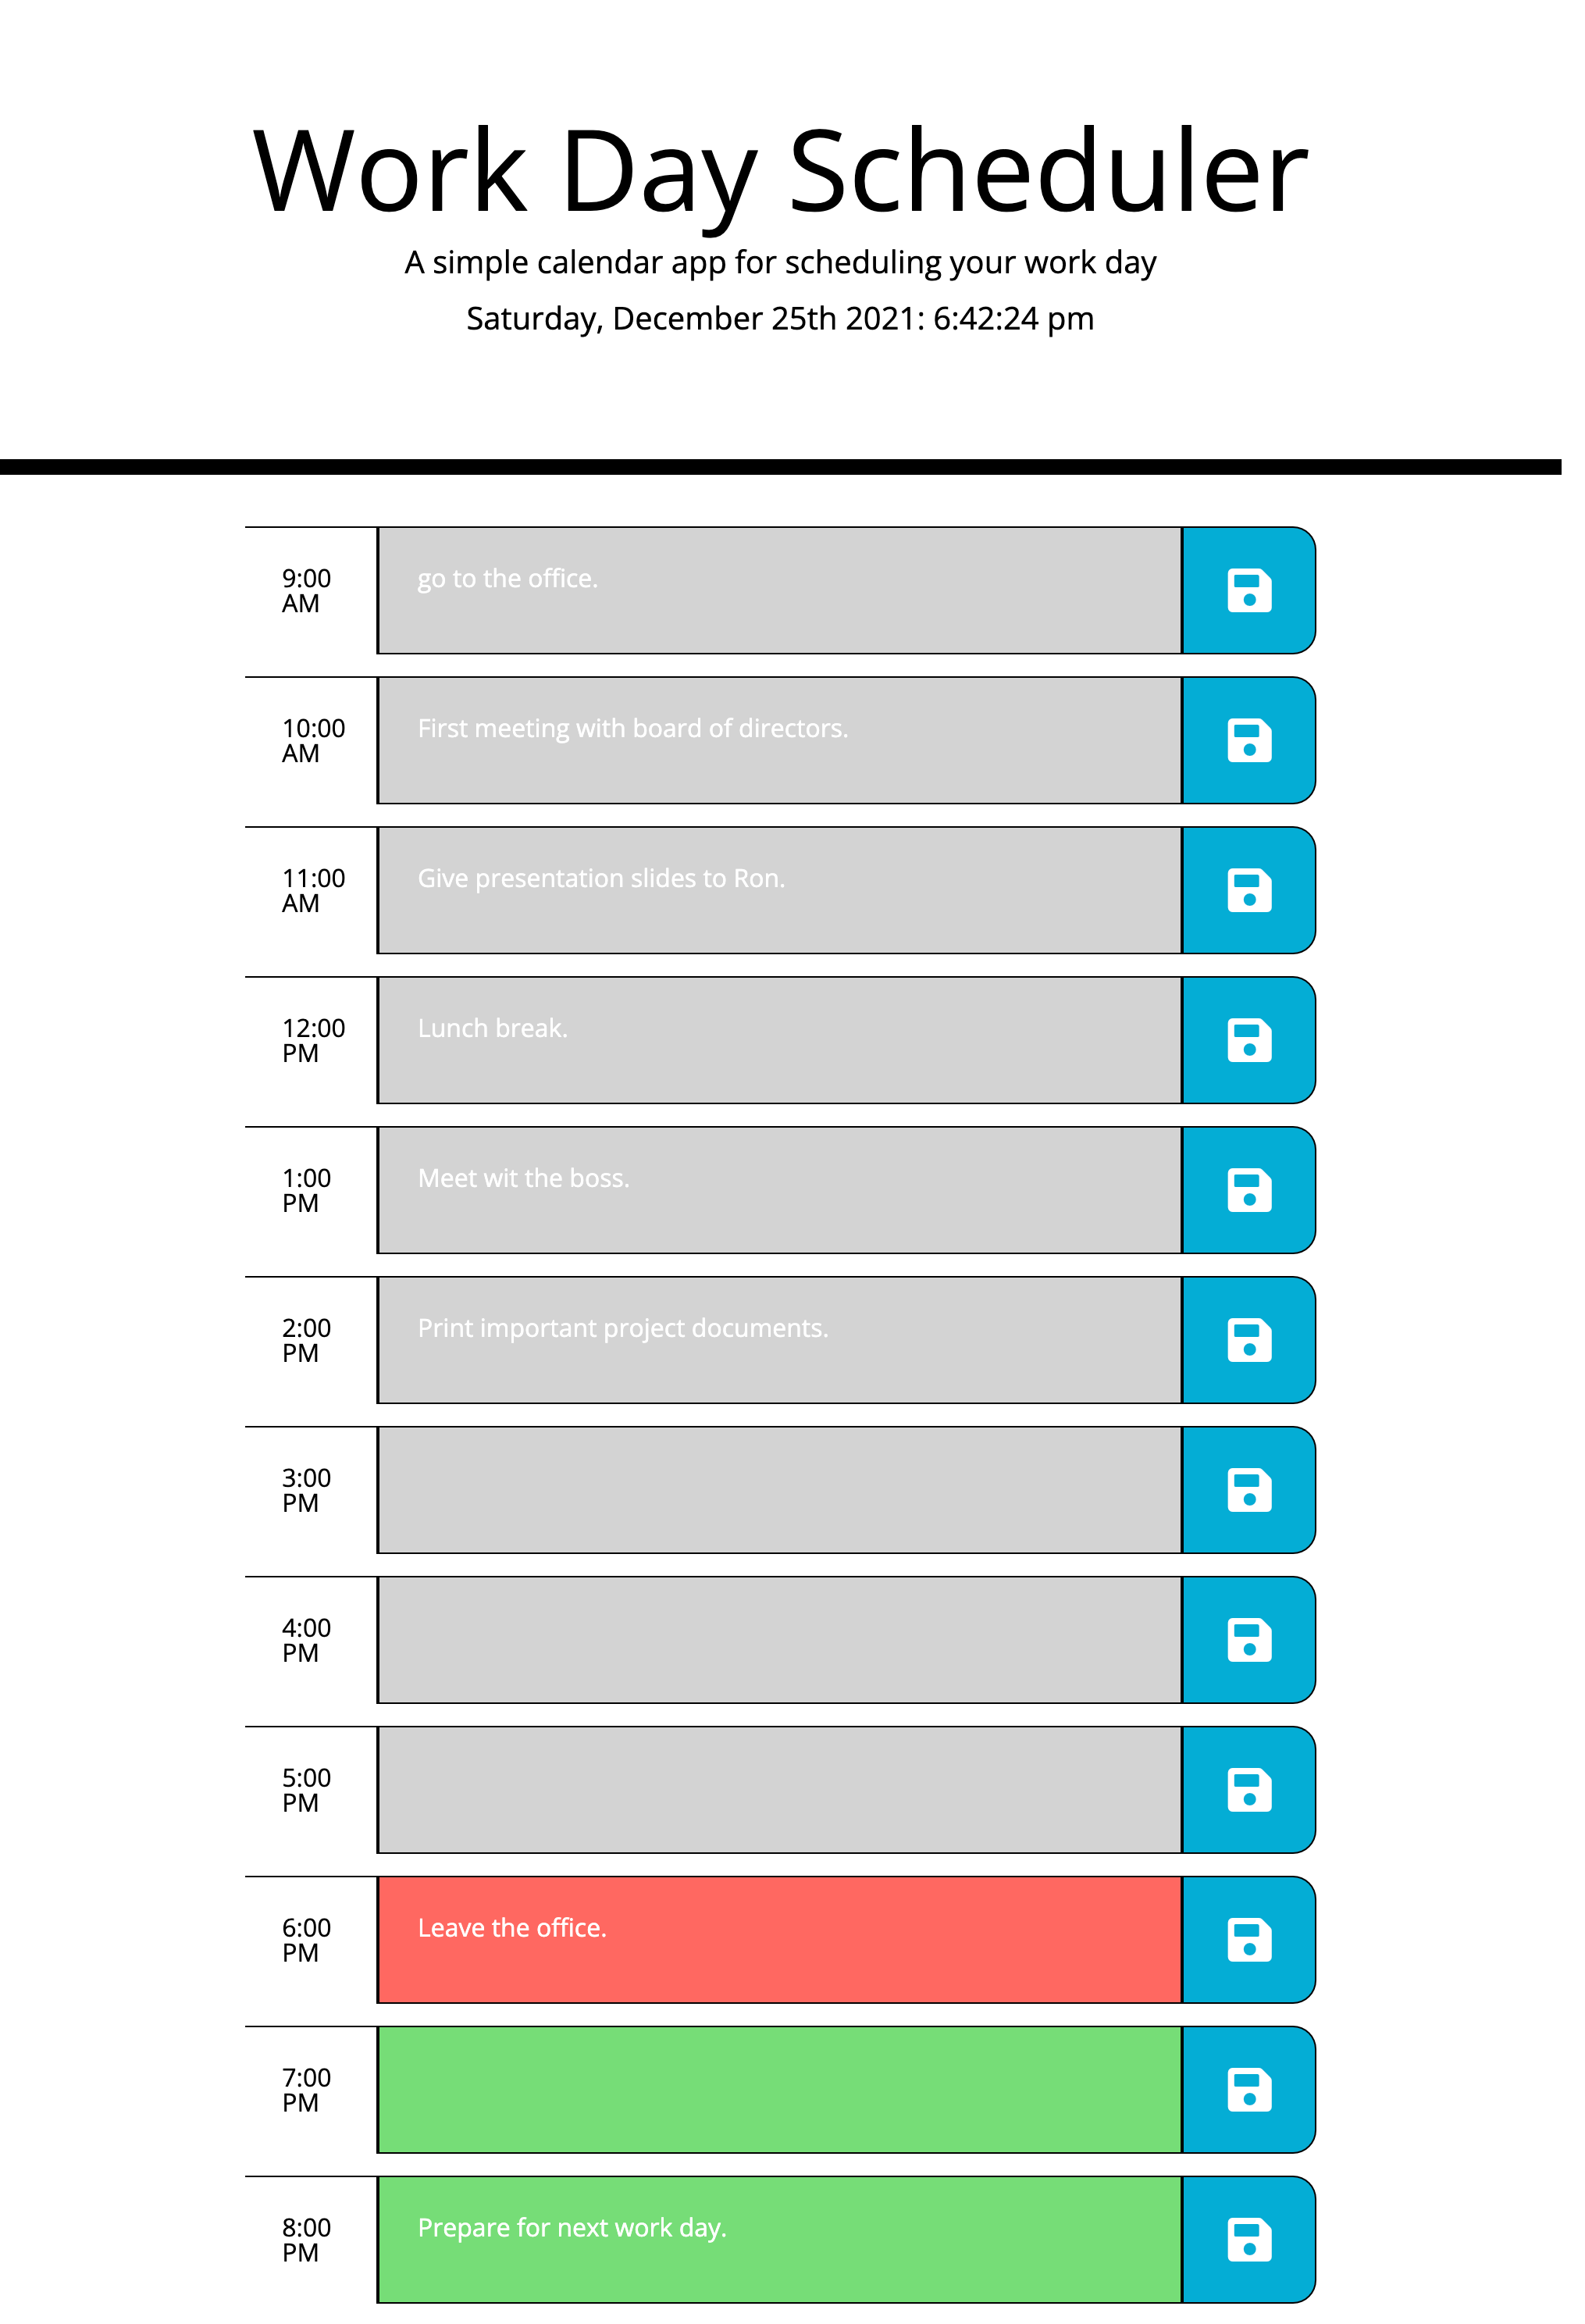 Work Day Scheduler
A simple calendar app for scheduling your work day
Saturday, December 25th 2021: 6:42:24 pm
9:00
AM
go to the office.
10:00
AM
First meeting with board of directors.
11:00
AM
Give presentation slides to Ron.
12:00
PM
Lunch break.
1:00
PM
Meet wit the boss.
2:00
PM
Print important project documents.
3:00
PM
4:00
PM
5:00
PM
6:00
PM
Leave the office.
7:00
PM
8:00
PM
Prepare for next work day.